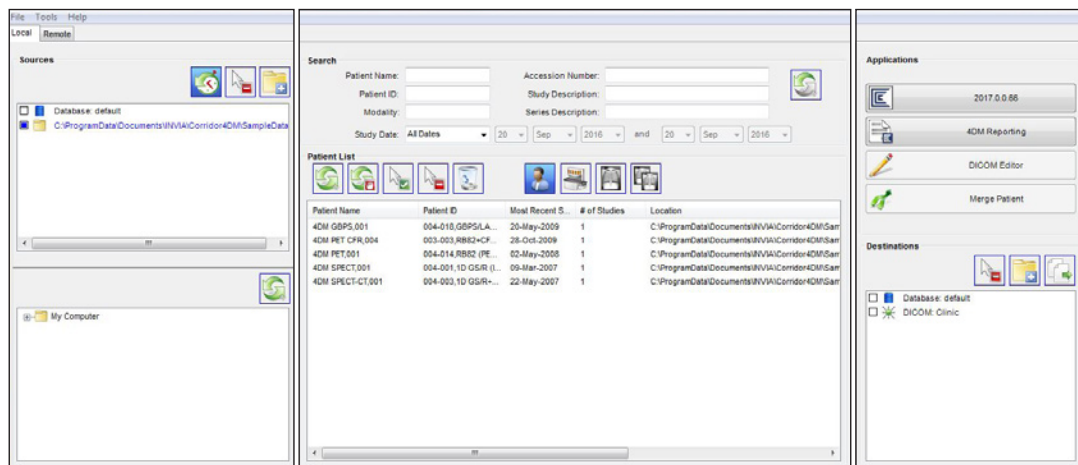 File Tools Help
Local Remote
Sources
Database: default
C:\ProgramData\Documents\INVIA\Corridor4DM\SampleData
My Computer
Search
Patient Name: Accession Number:
Patient ID: Study Description:
Modality: Series Description:
Study Date: All Dates 20 Sep 2016 and 20 Sep 2016
Patient List
Patient Name Patient ID Most Recent S... # of Studies Location
4DM GBPS,001 004-018,GBPS/LA... 20-May-2009 1 C:\ProgramData\Documents\INVIA\Corridor4DM\Sam
4DM PET CFR,004 003-003,RB82+CF... 28-Oct-2009 1 C:\ProgramData\Documents\INVIA\Corridor4DM\Sam
4DM PET,001 004-014,RB82 (PE... 02-May-2008 1 C:\ProgramData\Documents\INVIA\Corridor4DM\Sam
4DM SPECT,001 004-001,1D GS/R (I... 09-Mar-2007 1 C:\ProgramData\Documents\INVIA\Corridor4DM\Sam
4DM SPECT-CT,001 004-003,1D GS/R+... 22-May-2007 1 C:\ProgramData\Documents\INVIA\Corridor4DM\Sam
Applications
2017.0.0.66
4DM Reporting
DICOM Editor
Merge Patient
Destinations
Database: default
DICOM: Clinic